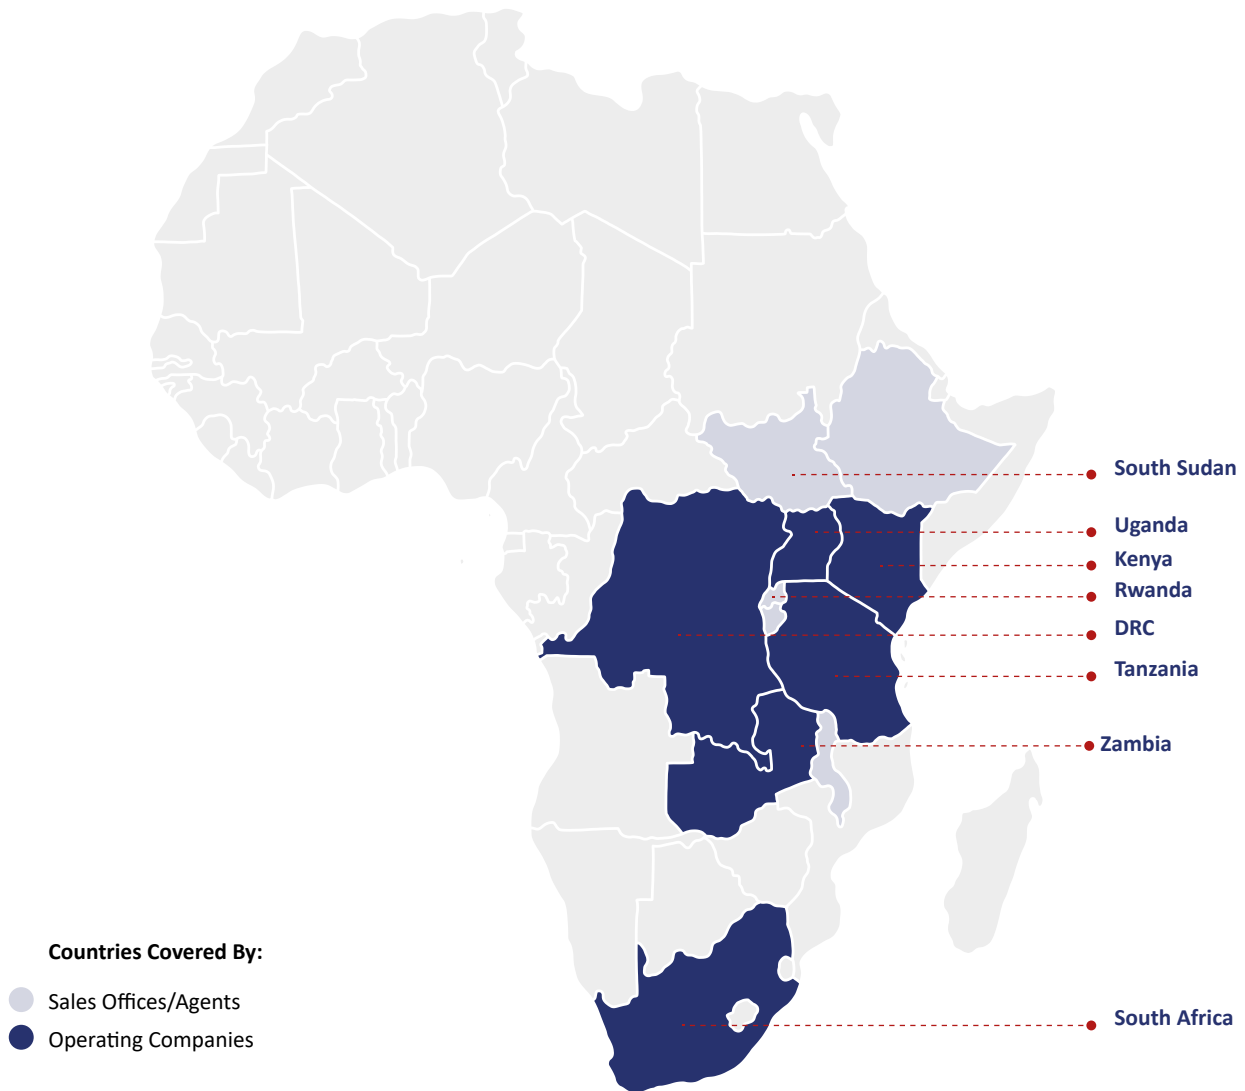 South Sudan
Uganda
Kenya
Rwanda
DRC
Tanzania
Zambia
Countries Covered By:
Sales Offices/Agents
Operating Companies
South Africa